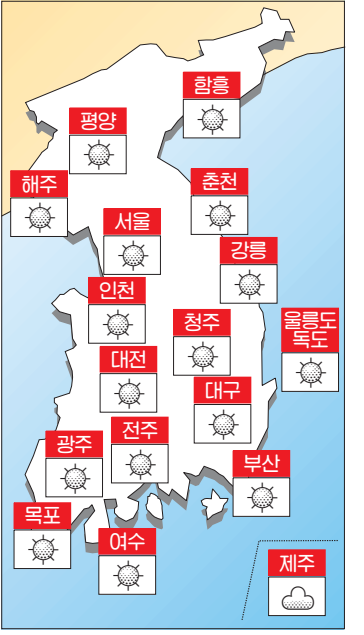 함흥
평양
해주
춘천
서울
강릉
인천
청주
울릉도
독도
대전
대구
전주
광주
부산
목포
여수
제주